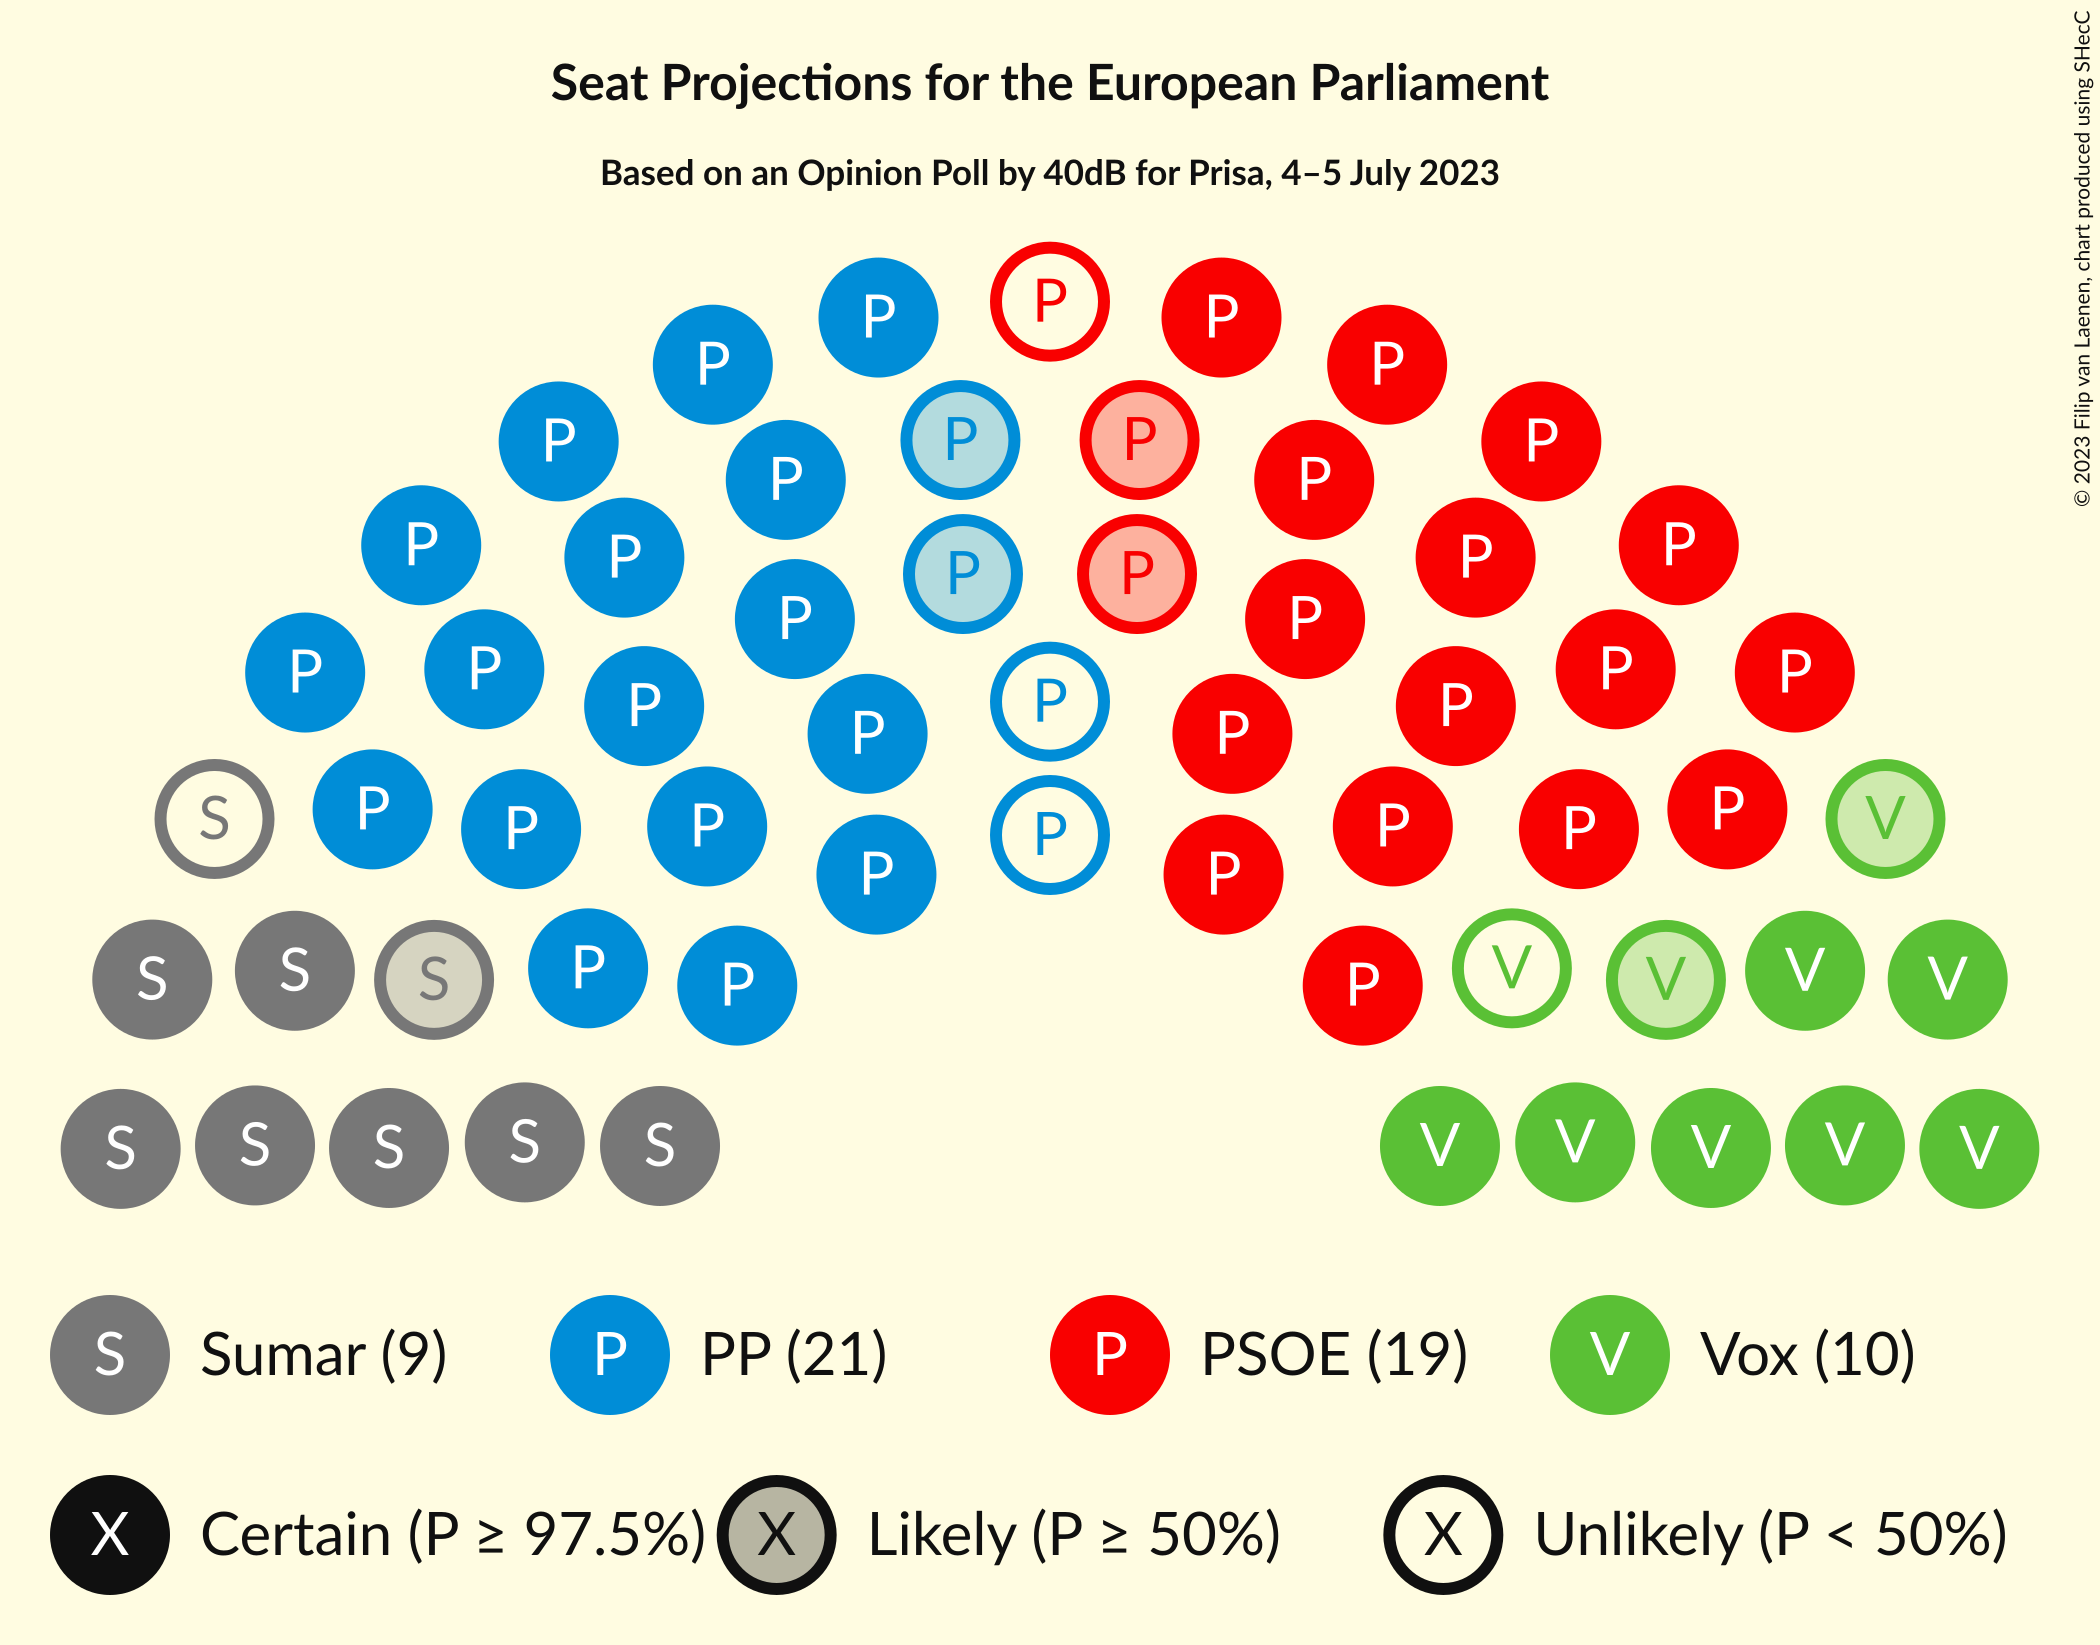 Seat Projections for the European Parliament
Based on an Opinion Poll by 40dB for Prisa, 4–5 July 2023
© 2023 Filip van Laenen, chart produced using SHecC
P
P P
P P
P P P P
P P
P P
P P P P
P P
P P P P
P
P P P P
P P
S P V
P P P P
P
P P
S S S P P P V V V V
S S S S S V V V V V
S Sumar (9) P PP (21) P PSOE (19) V Vox (10)
X Certain (P ≥ 97.5%) X Likely (P ≥ 50%) X Unlikely (P < 50%)